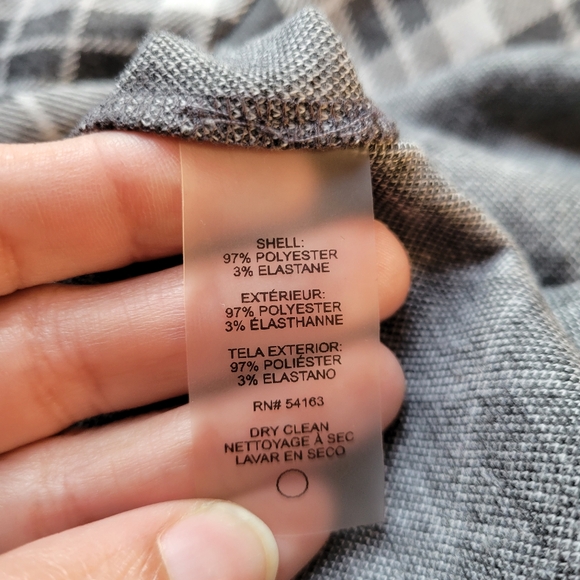 SHELL:
97% POLYESTER
3% ELASTANE
EXTÉRIEUR:
97% POLYESTER
3% ÉLASTHANNE
TELA EXTERIOR:
97% POLIÉSTER
3% ELASTANO
RN# 54163
DRY CLEAN
NETTOYAGE À SEC
LAVAR EN SECO